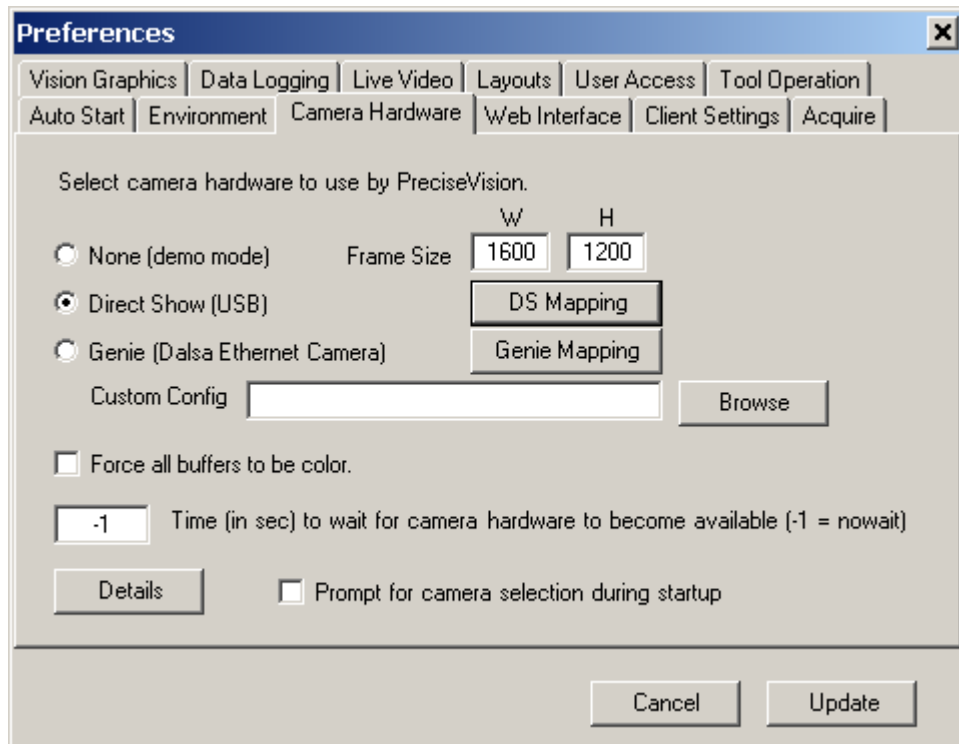 Preferences
Vision Graphics Data Logging Live Video Layouts User Access Tool Operation
Auto Start Environment Camera Hardware Web Interface Client Settings Acquire
Select camera hardware to use by PreciseVision.
W H
None (demo mode) Frame Size 1600 1200
Direct Show (USB) DS Mapping
Genie (Dalsa Ethernet Camera) Genie Mapping
Custom Config Browse
Force all buffers to be color.
-1 Time (in sec) to wait for camera hardware to become available (-1 = nowait)
Details Prompt for camera selection during startup
Cancel Update